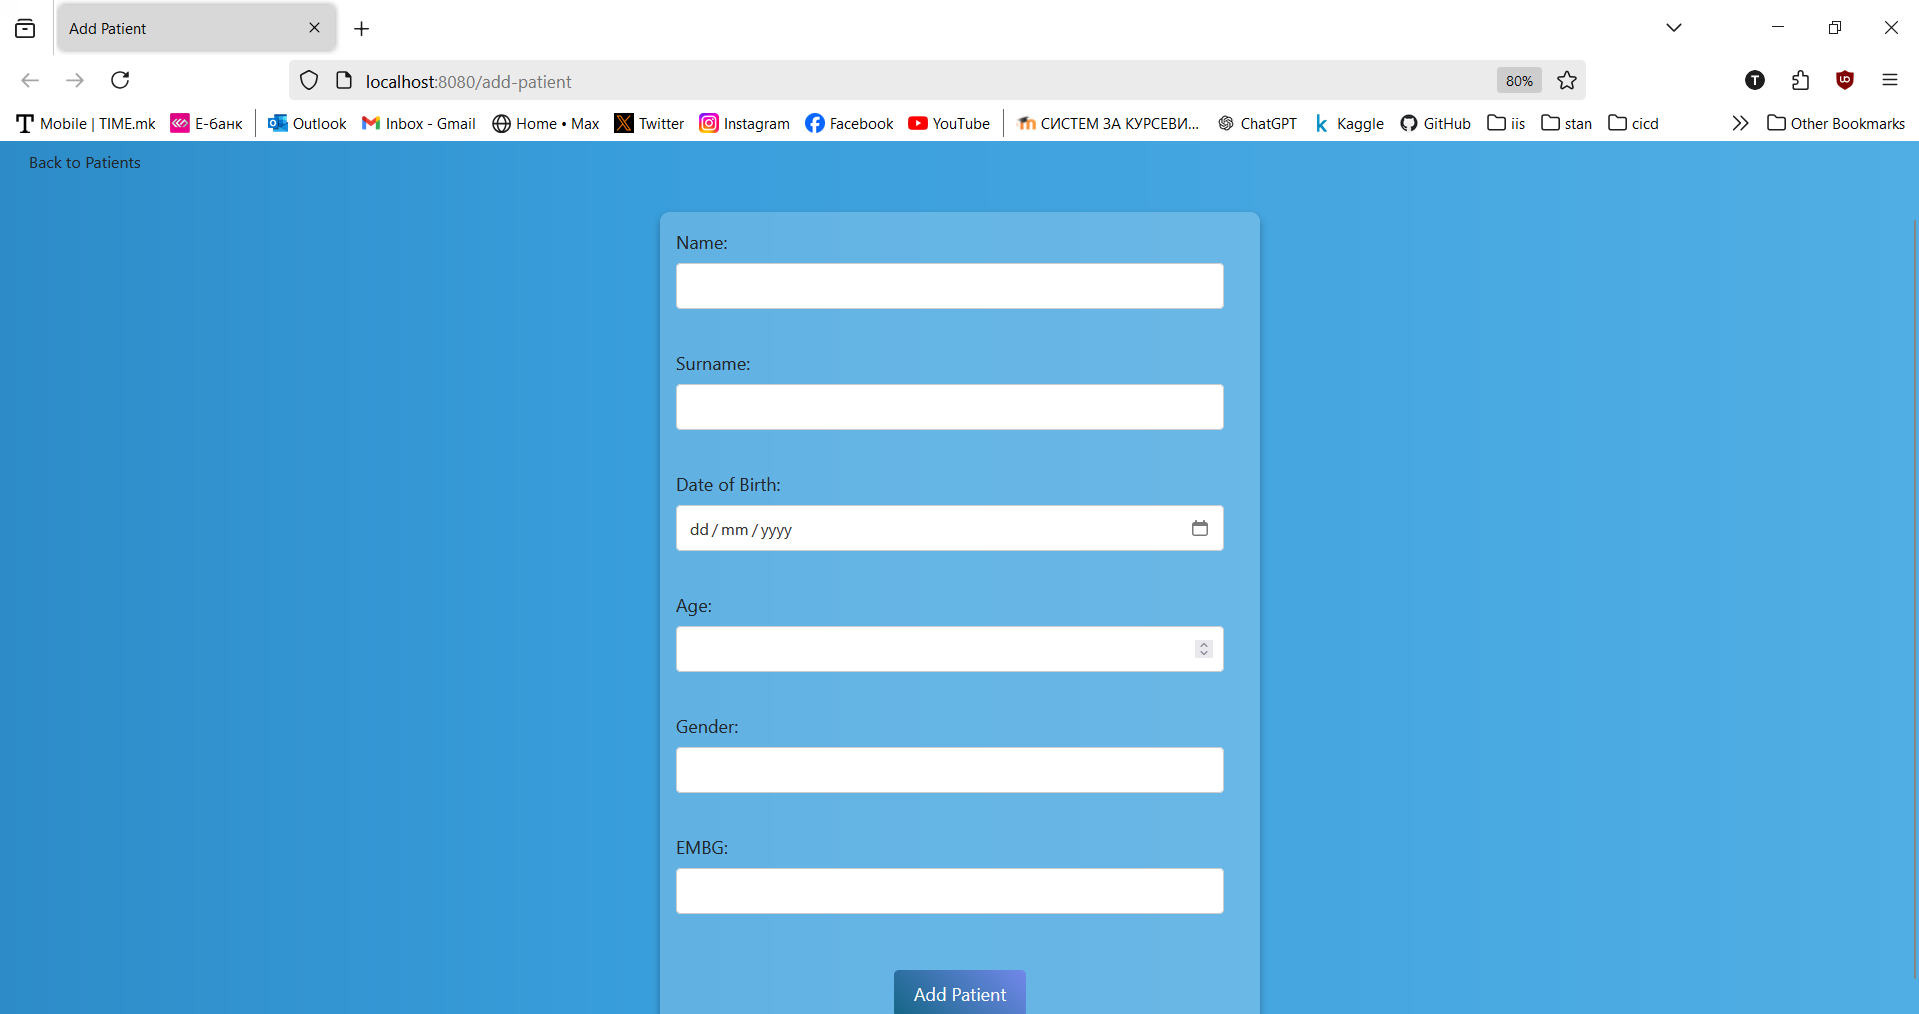 Add Patient
localhost:8080/add-patient
80%
T
Mobile | TIME.mk
Е-банк
Outlook
Inbox - Gmail
Home • Max
Twitter
Instagram
Facebook
YouTube
СИСТЕМ ЗА КУРСЕВИ...
ChatGPT
Kaggle
GitHub
iis
stan
cicd
Other Bookmarks
Back to Patients
Name:
Surname:
Date of Birth:
dd/mm/yyyy
Age:
Gender:
EMBG:
Add Patient